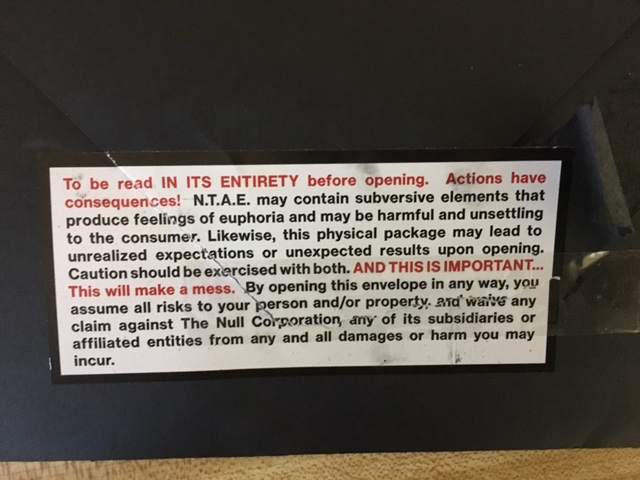 To be read IN ITS ENTIRETY before opening. Actions have
consequences! N.T.A.E. may contain subversive elements that
produce feelings of euphoria and may be harmful and unsettling
to the consumer. Likewise, this physical package may lead to
unrealized expectations or unexpected results upon opening.
Caution should be exercised with both. AND THIS IS IMPORTANT...
This will make a mess. By opening this envelope in any way, you
assume all risks to your person and/or property. and waive any
claim against The Null Corporation, any of its subsidiaries or
affiliated entities from any and all damages or harm you may
incur.